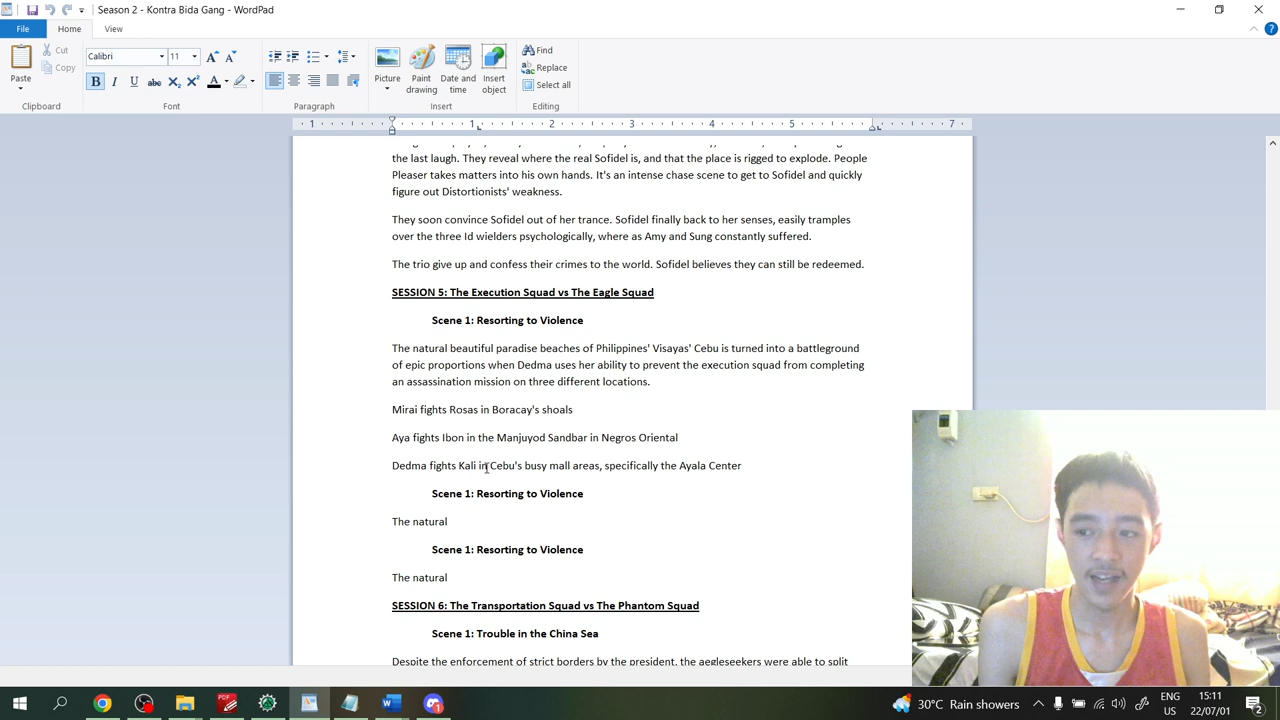 Season 2 - Kontra Bida Gang - WordPad
File
Home
View
Paste
Cut
Copy
Clipboard
Calibri
11
Font
Paragraph
Picture
Paint drawing
Date and time
Insert object
Insert
Find
Replace
Select all
Editing
1 1 2 3 4 5 7
the last laugh. They reveal where the real Sofidel is, and that the place is rigged to explode. People
Pleaser takes matters into his own hands. It's an intense chase scene to get to Sofidel and quickly
figure out Distortionists' weakness.
They soon convince Sofidel out of her trance. Sofidel finally back to her senses, easily tramples
over the three Id wielders psychologically, where as Amy and Sung constantly suffered.
The trio give up and confess their crimes to the world. Sofidel believes they can still be redeemed.
SESSION 5: The Execution Squad vs The Eagle Squad
Scene 1: Resorting to Violence
The natural beautiful paradise beaches of Philippines' Visayas' Cebu is turned into a battleground
of epic proportions when Dedma uses her ability to prevent the execution squad from completing
an assassination mission on three different locations.
Mirai fights Rosas in Boracay's shoals
Aya fights Ibon in the Manjuyod Sandbar in Negros Oriental
Dedma fights Kali in Cebu's busy mall areas, specifically the Ayala Center
Scene 1: Resorting to Violence
The natural
Scene 1: Resorting to Violence
The natural
SESSION 6: The Transportation Squad vs The Phantom Squad
Scene 1: Trouble in the China Sea
Despite the enforcement of strict borders by the president, the aegleseekers were able to split
30°C Rain showers
ENG
US
15:11
22/07/01
2